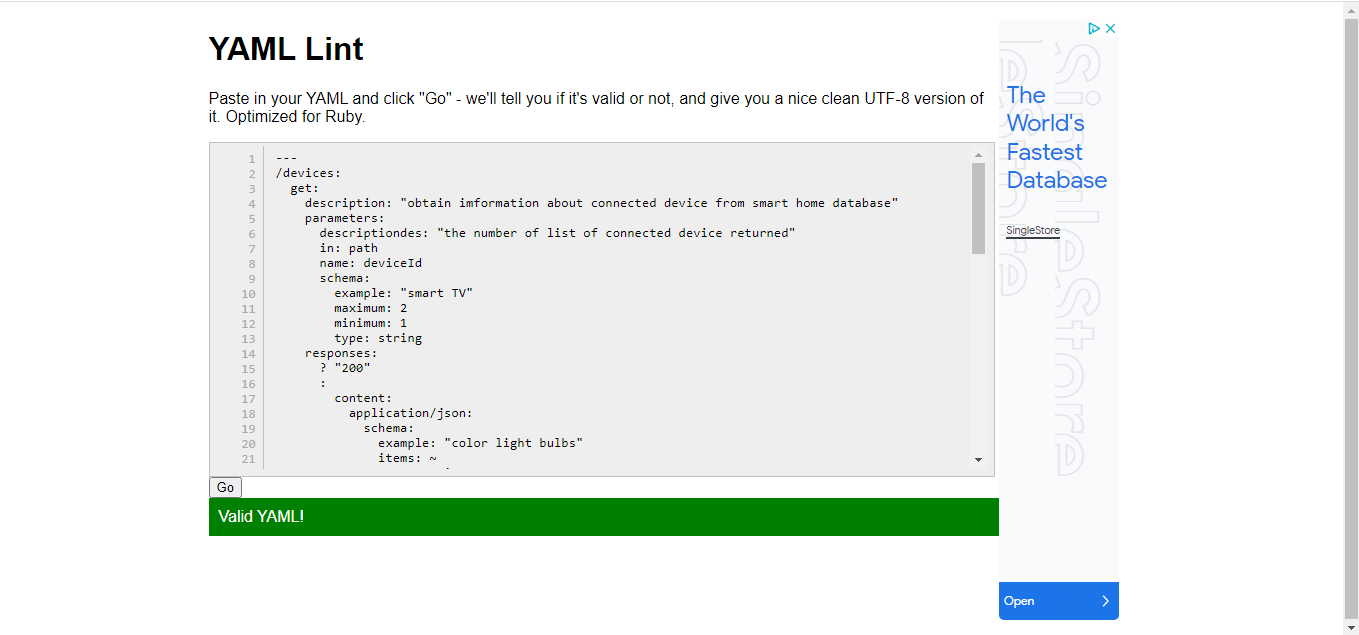 YAML Lint
Paste in your YAML and click "Go" - we'll tell you if it's valid or not, and give you a nice clean UTF-8 version of
it. Optimized for Ruby.
1 ---
2 /devices:
3 get:
4 description: "obtain imformation about connected device from smart home database"
5 parameters:
6 descriptiondes: "the number of list of connected device returned"
7 in: path
8 name: deviceId
9 schema:
10 example: "smart TV"
11 maximum: 2
12 minimum: 1
13 type: string
14 responses:
15 ? "200"
16 :
17 content:
18 application/json:
19 schema:
20 example: "color light bulbs"
21 items: ~
Go
Valid YAML!
The
World's
Fastest
Database
SingleStore
SingleStore
Open